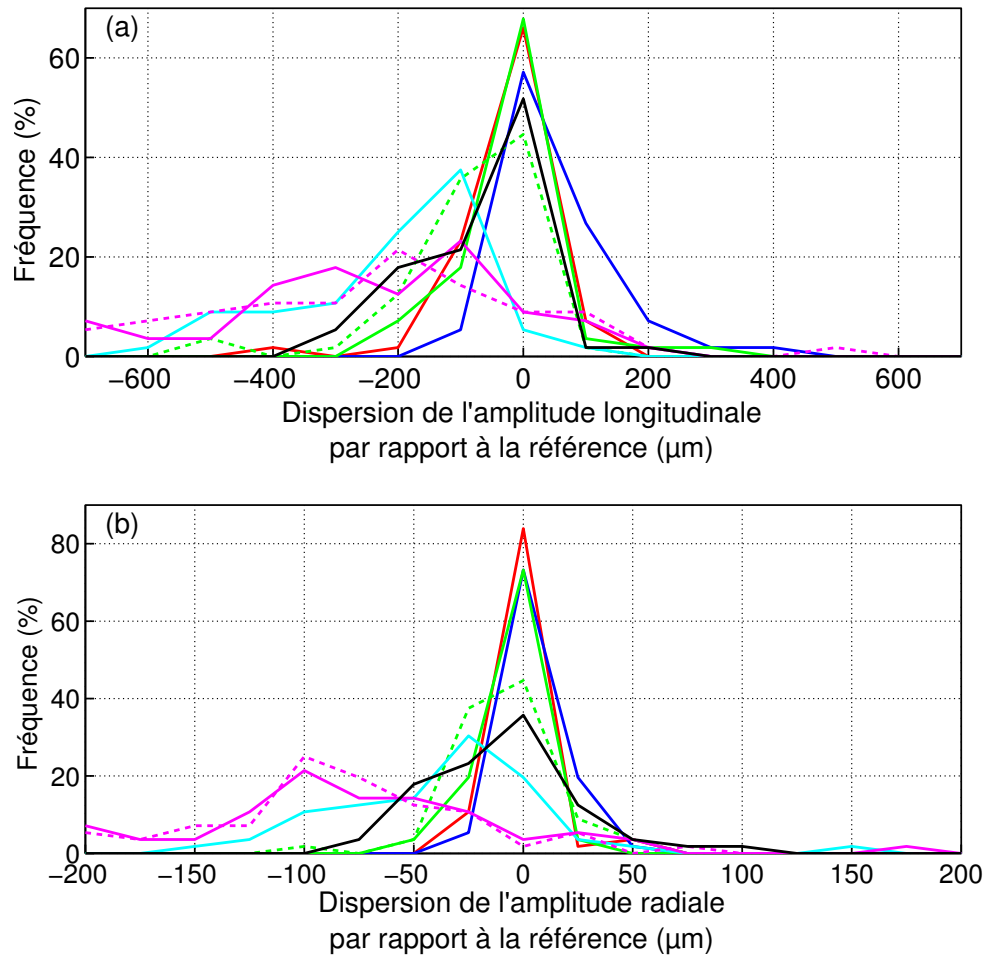 (a)
60
40
20
0
Fréquence (%)
−600 −400 −200 0 200 400 600
Dispersion de l'amplitude longitudinale
par rapport à la référence (µm)
(b)
80
60
40
20
0
Fréquence (%)
−200 −150 −100 −50 0 50 100 150 200
Dispersion de l'amplitude radiale
par rapport à la référence (µm)